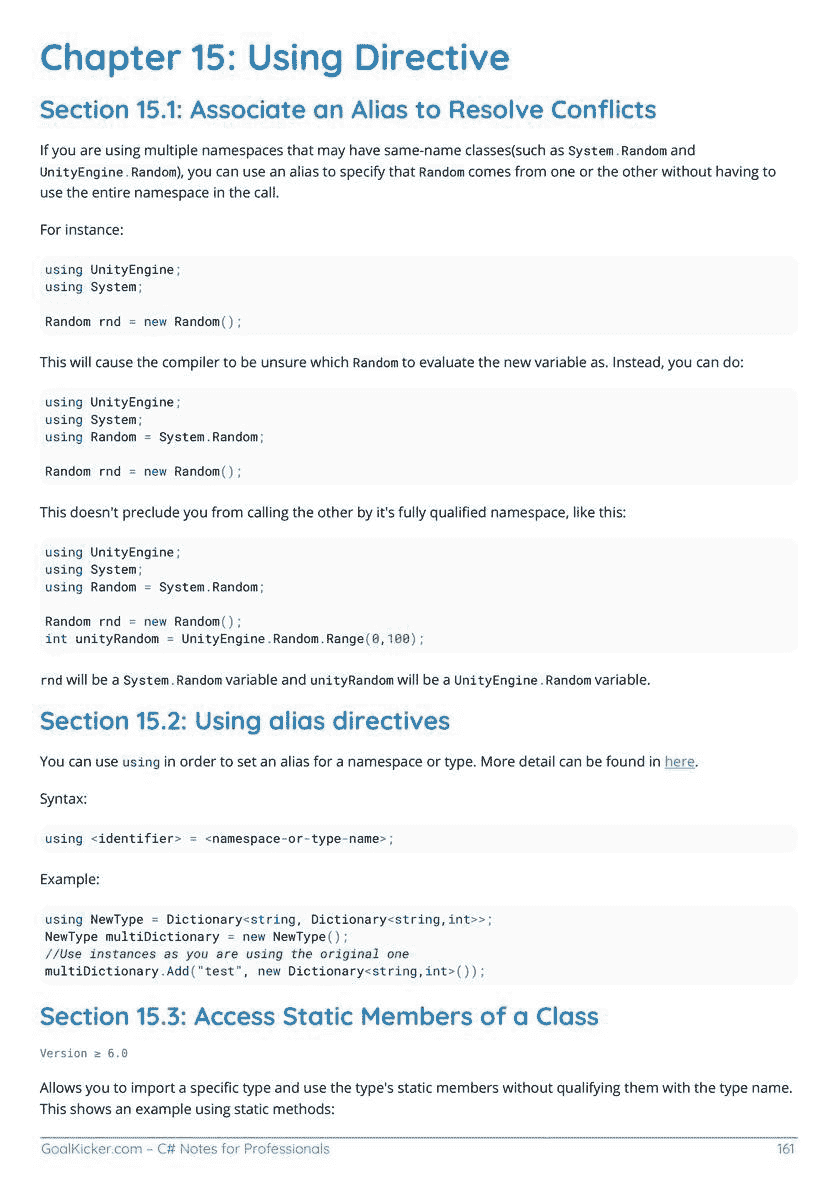 Chapter 15: Using Directive
Section 15.1: Associate an Alias to Resolve Conflicts
If you are using multiple namespaces that may have same-name classes(such as System.Random and
UnityEngine.Random), you can use an alias to specify that Random comes from one or the other without having to
use the entire namespace in the call.
For instance:
using UnityEngine;
using System;
Random rnd = new Random();
This will cause the compiler to be unsure which Random to evaluate the new variable as. Instead, you can do:
using UnityEngine;
using System;
using Random = System.Random;
Random rnd = new Random();
This doesn't preclude you from calling the other by it's fully qualified namespace, like this:
using UnityEngine;
using System;
using Random = System.Random;
Random rnd = new Random();
int unityRandom = UnityEngine.Random.Range(0,100);
rnd will be a System.Random variable and unityRandom will be a UnityEngine.Random variable.
Section 15.2: Using alias directives
You can use using in order to set an alias for a namespace or type. More detail can be found in here.
Syntax:
using <identifier> = <namespace-or-type-name>;
Example:
using NewType = Dictionary<string, Dictionary<string,int>>;
NewType multiDictionary = new NewType();
//Use instances as you are using the original one
multiDictionary.Add("test", new Dictionary<string,int>());
Section 15.3: Access Static Members of a Class
Version ≥ 6.0
Allows you to import a specific type and use the type's static members without qualifying them with the type name.
This shows an example using static methods:
GoalKicker.com – C# Notes for Professionals 161